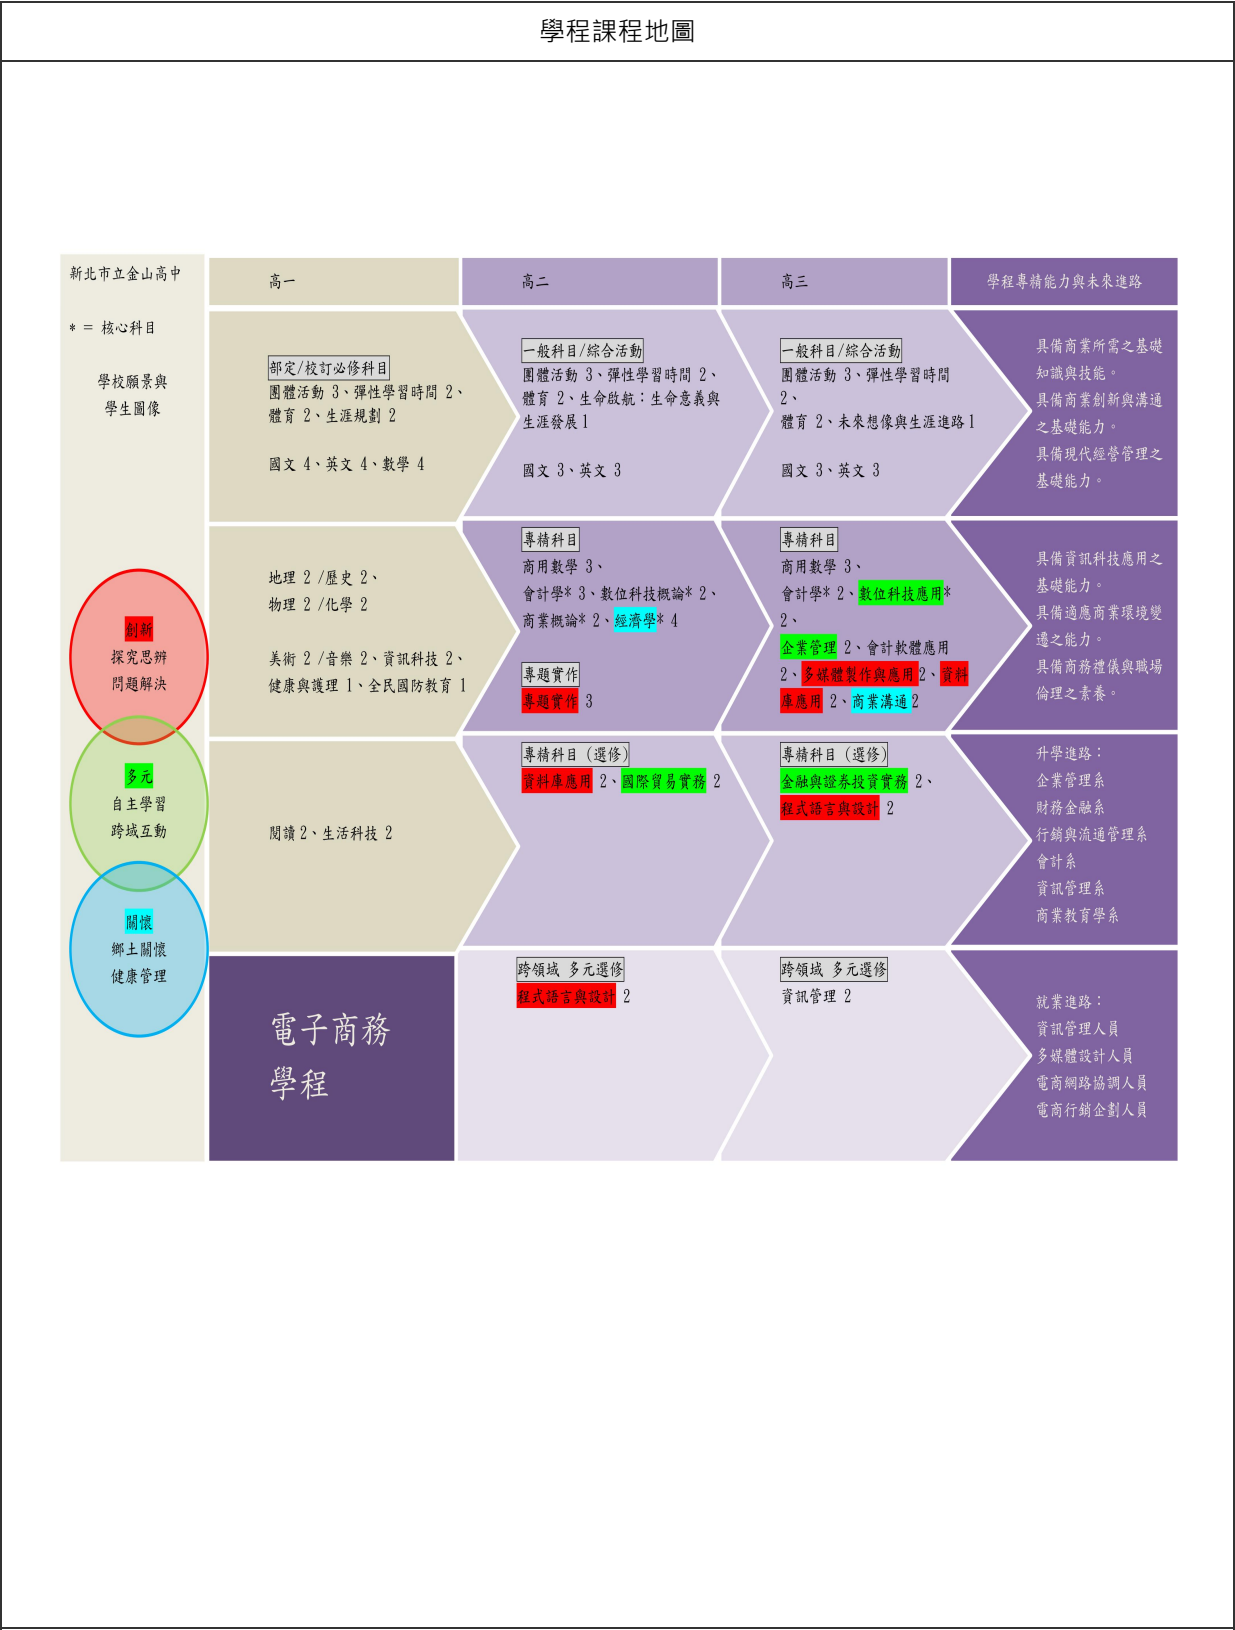 學程課程地圖
新北市立金山高中
* = 核心科目
學校願景與
學生圖像
創新
探究思辨
問題解決
多元
自主學習
跨域互動
關懷
鄉土關懷
健康管理
高一
高二
高三
學程專精能力與未來進路
部定/校訂必修科目
團體活動 3、彈性學習時間 2、
體育 2、生涯規劃 2
國文 4、英文 4、數學 4
一般科目/綜合活動
團體活動 3、彈性學習時間 2、
體育 2、生命啟航：生命意義與
生涯發展 1
國文 3、英文 3
一般科目/綜合活動
團體活動 3、彈性學習時間
2、
體育 2、未來想像與生涯進路 1
國文 3、英文 3
具備商業所需之基礎
知識與技能。
具備商業創新與溝通
之基礎能力。
具備現代經營管理之
基礎能力。
地理 2 /歷史 2、
物理 2 /化學 2
美術 2 /音樂 2、資訊科技 2、
健康與護理 1、全民國防教育 1
專精科目
商用數學 3、
會計學* 3、數位科技概論* 2、
商業概論* 2、經濟學* 4
專題實作
專題實作 3
專精科目
商用數學 3、
會計學* 2、數位科技應用*
2、
企業管理 2、會計軟體應用
2、多媒體製作與應用 2、資料
庫應用 2、商業溝通 2
具備資訊科技應用之
基礎能力。
具備適應商業環境變
遷之能力。
具備商務禮儀與職場
倫理之素養。
閱讀 2、生活科技 2
專精科目（選修）
資料庫應用 2、國際貿易實務 2
專精科目（選修）
金融與證券投資實務 2、
程式語言與設計 2
升學進路：
企業管理系
財務金融系
行銷與流通管理系
會計系
資訊管理系
商業教育學系
電子商務
學程
跨領域 多元選修
程式語言與設計 2
跨領域 多元選修
資訊管理 2
就業進路：
資訊管理人員
多媒體設計人員
電商網路協調人員
電商行銷企劃人員